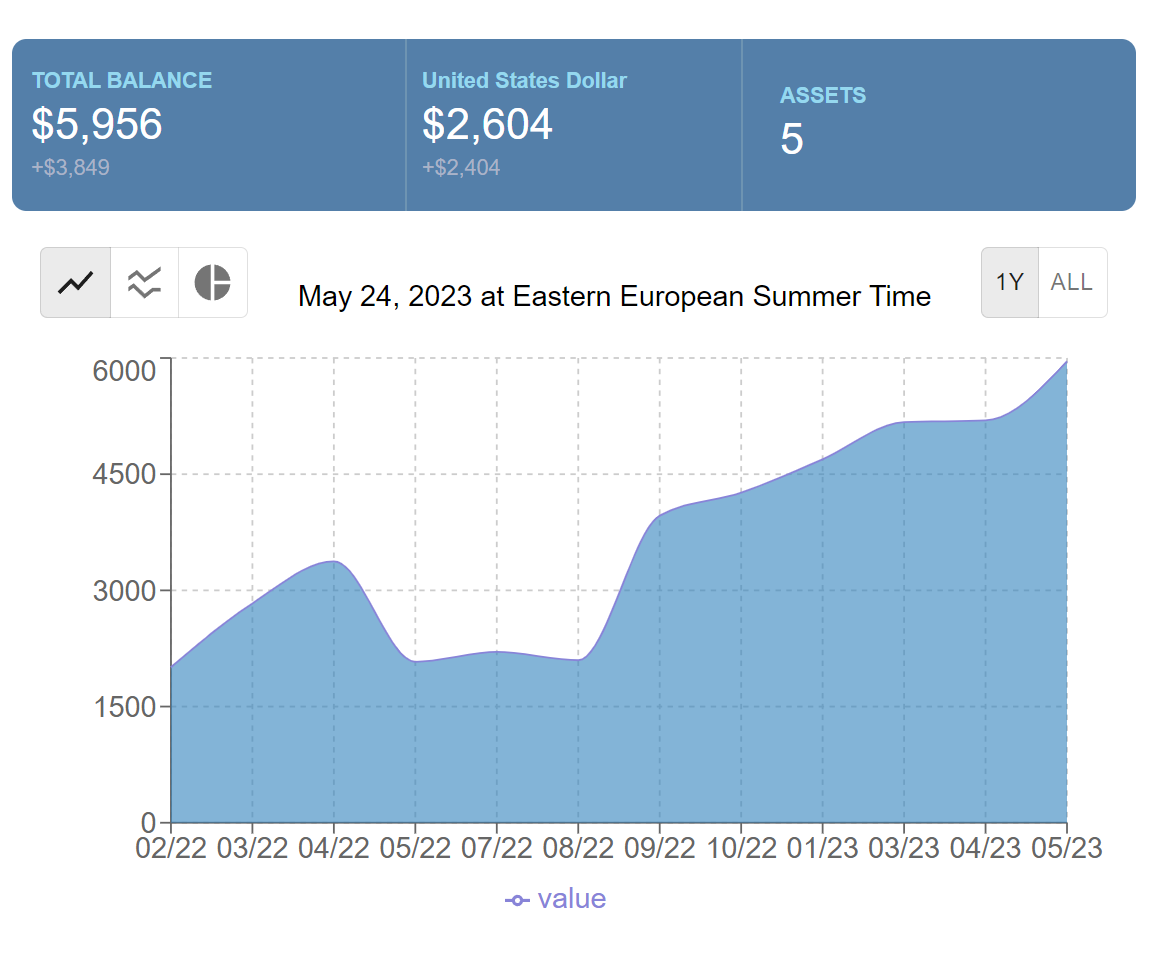 TOTAL BALANCE
$5,956
+$3,849
United States Dollar
$2,604
+$2,404
ASSETS
5
May 24, 2023 at Eastern European Summer Time
1Y
ALL
6000
4500
3000
1500
0
02/22 03/22 04/22 05/22 07/22 08/22 09/22 10/22 01/23 03/23 04/23 05/23
value